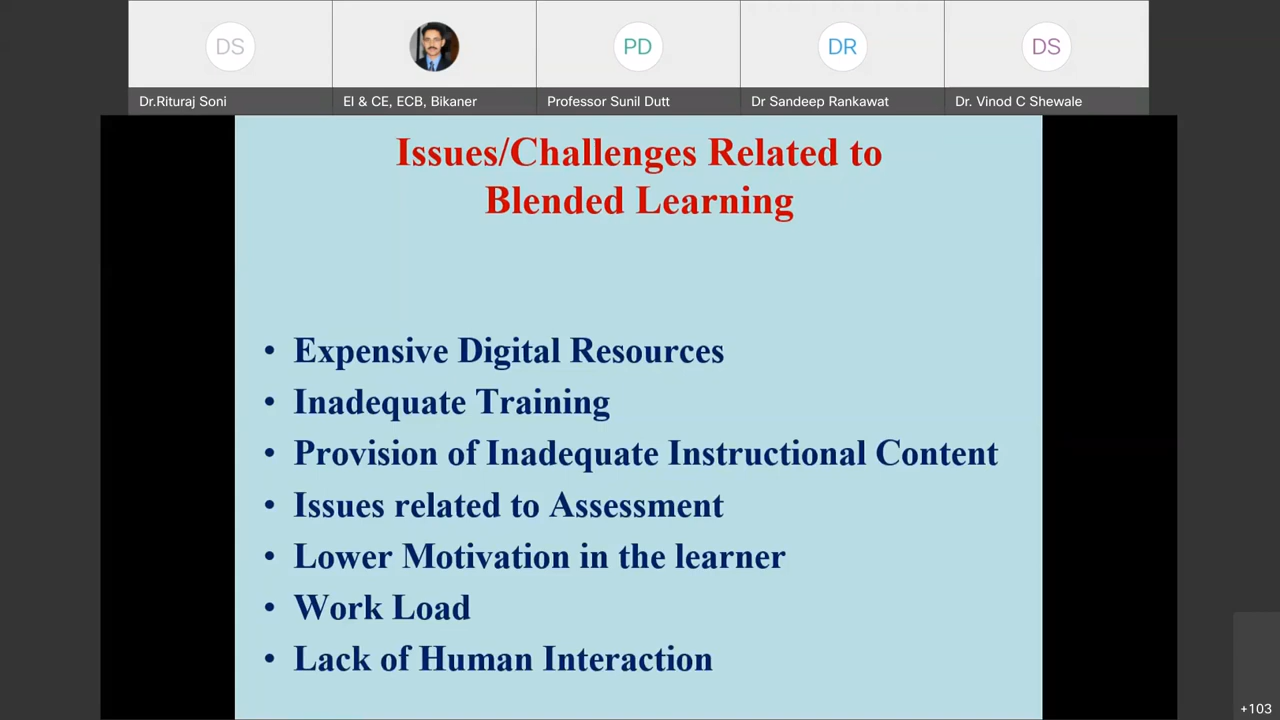 DS
PD
DR
DS
Dr.Rituraj Soni
EI & CE, ECB, Bikaner
Professor Sunil Dutt
Dr Sandeep Rankawat
Dr. Vinod C Shewale
Issues/Challenges Related to
Blended Learning
• Expensive Digital Resources
• Inadequate Training
• Provision of Inadequate Instructional Content
• Issues related to Assessment
• Lower Motivation in the learner
• Work Load
• Lack of Human Interaction
+103